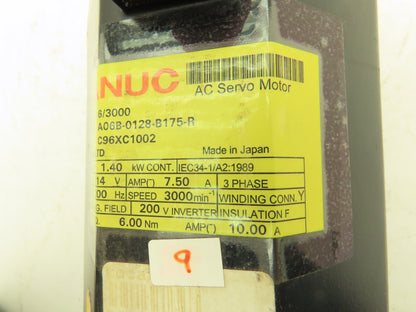 NUC AC Servo Motor
6/3000
A06B-0128-B175-R
C96XC1002
TD Made in Japan
1.40 kW CONT. IEC34-1/A2:1989
4 V AMP(~) 7.50 A 3 PHASE
00 Hz SPEED 3000min⁻¹ WINDING CONN. Y
G. FIELD 200 V INVERTER INSULATION F
6.00 Nm AMP(~) 10.00 A
9